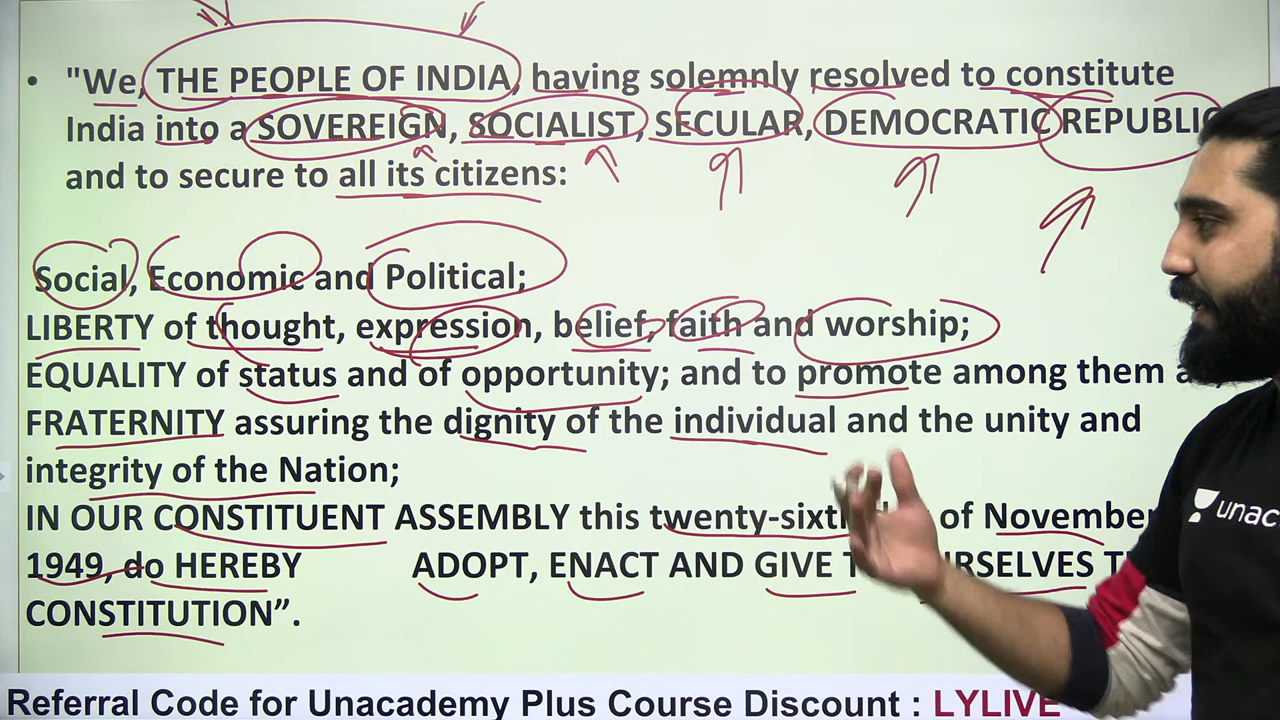 • "We, THE PEOPLE OF INDIA, having solemnly resolved to constitute
India into a SOVEREIGN, SOCIALIST, SECULAR, DEMOCRATIC REPUBLIC
and to secure to all its citizens:
Social, Economic and Political;
LIBERTY of thought, expression, belief, faith and worship;
EQUALITY of status and of opportunity; and to promote among them
FRATERNITY assuring the dignity of the individual and the unity and
integrity of the Nation;
IN OUR CONSTITUENT ASSEMBLY this twenty-sixth of November
1949, do HEREBY ADOPT, ENACT AND GIVE OURSELVES
CONSTITUTION”.
unac
Referral Code for Unacademy Plus Course Discount : LYLIVE